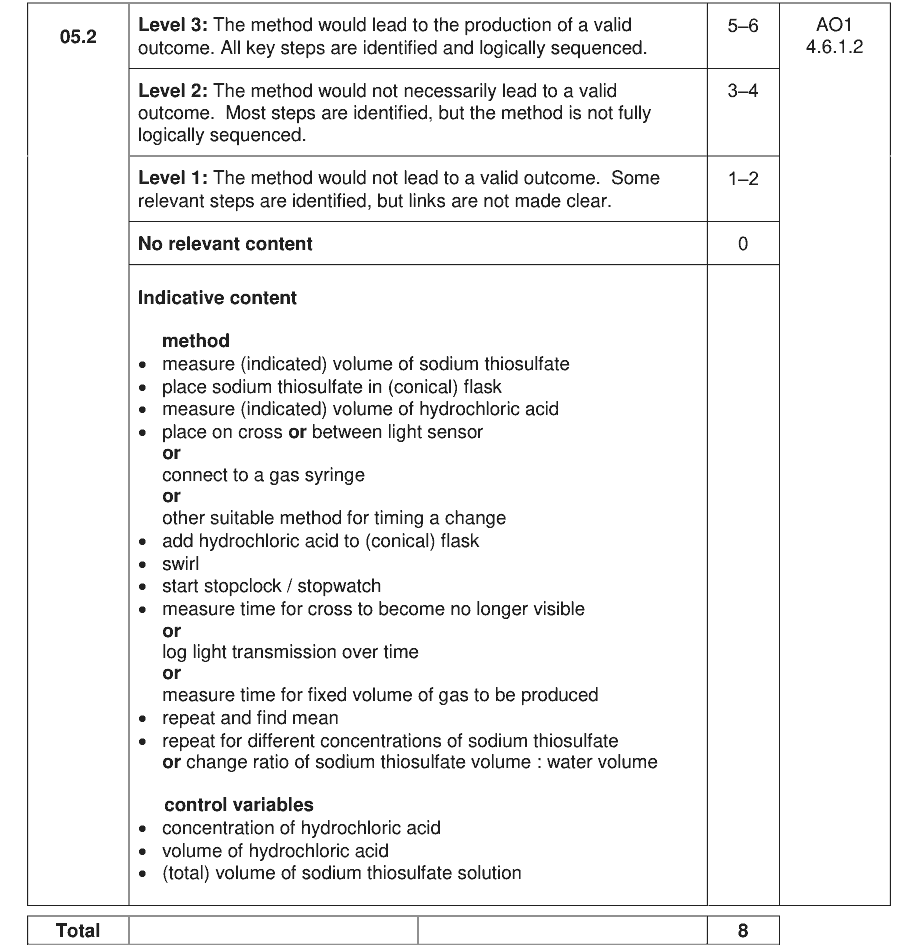 05.2
Level 3: The method would lead to the production of a valid
outcome. All key steps are identified and logically sequenced.
5–6
AO1
4.6.1.2
Level 2: The method would not necessarily lead to a valid
outcome.  Most steps are identified, but the method is not fully
logically sequenced.
3–4
Level 1: The method would not lead to a valid outcome.  Some
relevant steps are identified, but links are not made clear.
1–2
No relevant content
0
Indicative content
method
• measure (indicated) volume of sodium thiosulfate
• place sodium thiosulfate in (conical) flask
• measure (indicated) volume of hydrochloric acid
• place on cross or between light sensor
or
connect to a gas syringe
or
other suitable method for timing a change
• add hydrochloric acid to (conical) flask
• swirl
• start stopclock / stopwatch
• measure time for cross to become no longer visible
or
log light transmission over time
or
measure time for fixed volume of gas to be produced
• repeat and find mean
• repeat for different concentrations of sodium thiosulfate
or change ratio of sodium thiosulfate volume : water volume
control variables
• concentration of hydrochloric acid
• volume of hydrochloric acid
• (total) volume of sodium thiosulfate solution
Total
8